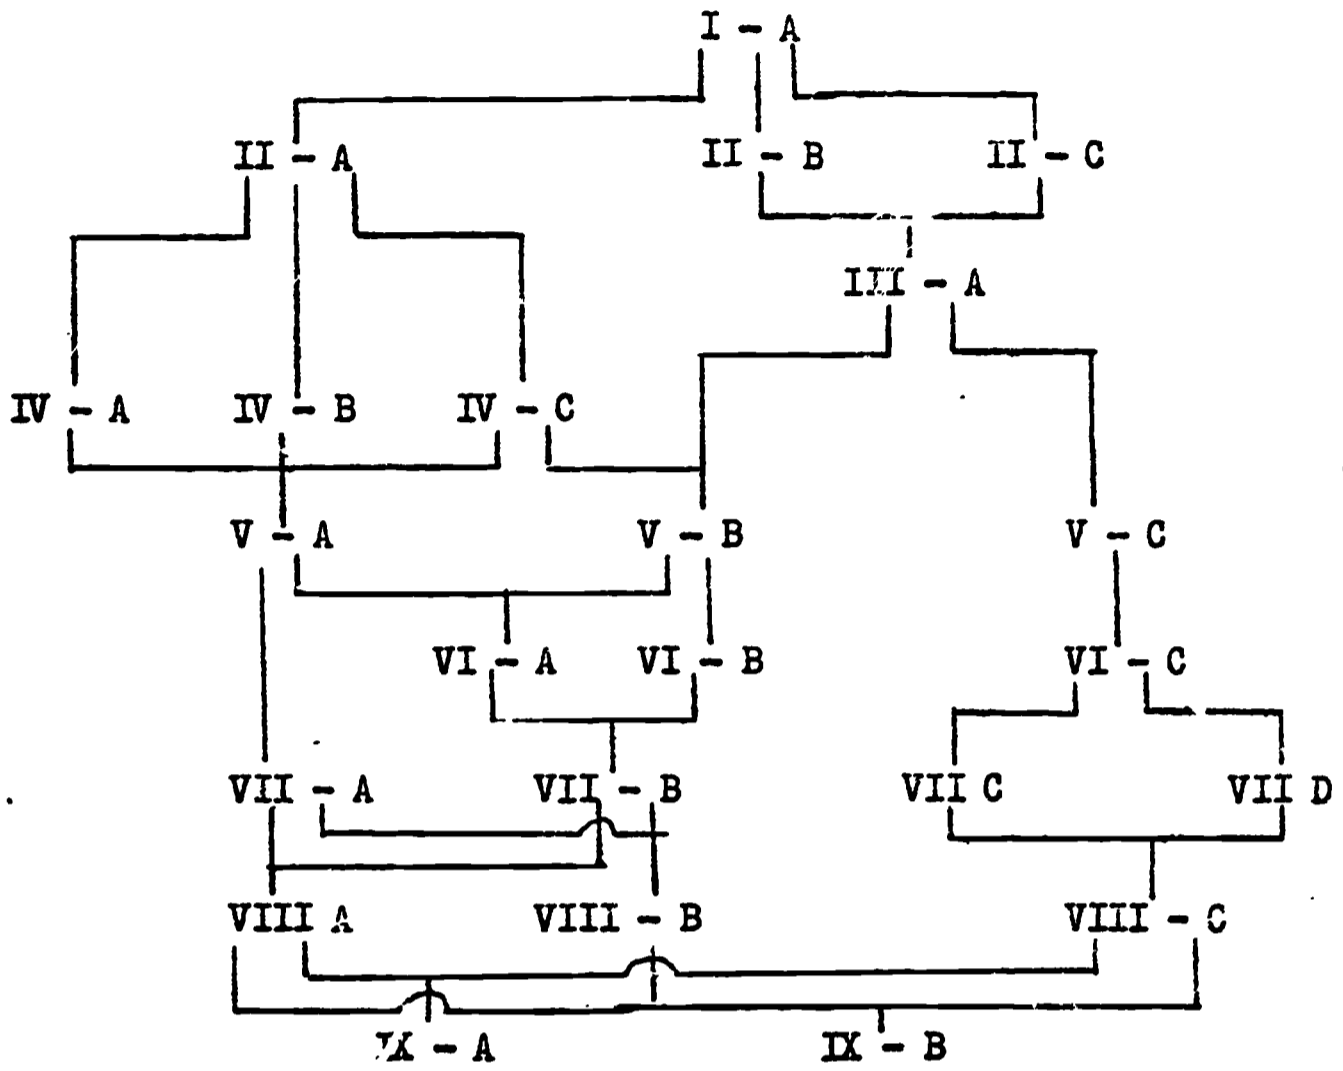 I - A
II - A II - B II - C
III - A
IV - A IV - B IV - C
V - A V - B V - C
VI - A VI - B VI - C
VII - A VII - B VII C VII D
VIII A VIII - B VIII - C
IX - A IX - B